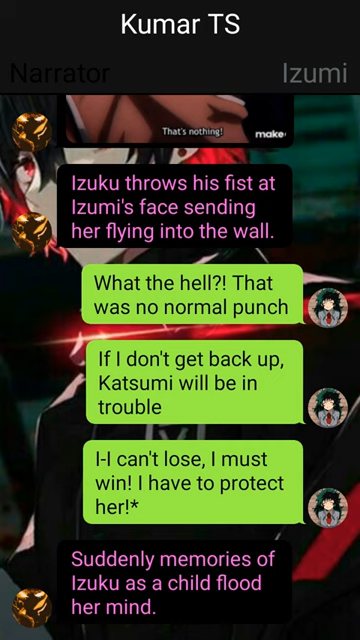 Kumar TS
Narrator
Izumi
That's nothing!
make
Izuku throws his fist at
Izumi's face sending
her flying into the wall.
What the hell?! That
was no normal punch
If I don't get back up,
Katsumi will be in
trouble
I-I can't lose, I must
win! I have to protect
her!*
Suddenly memories of
Izuku as a child flood
her mind.